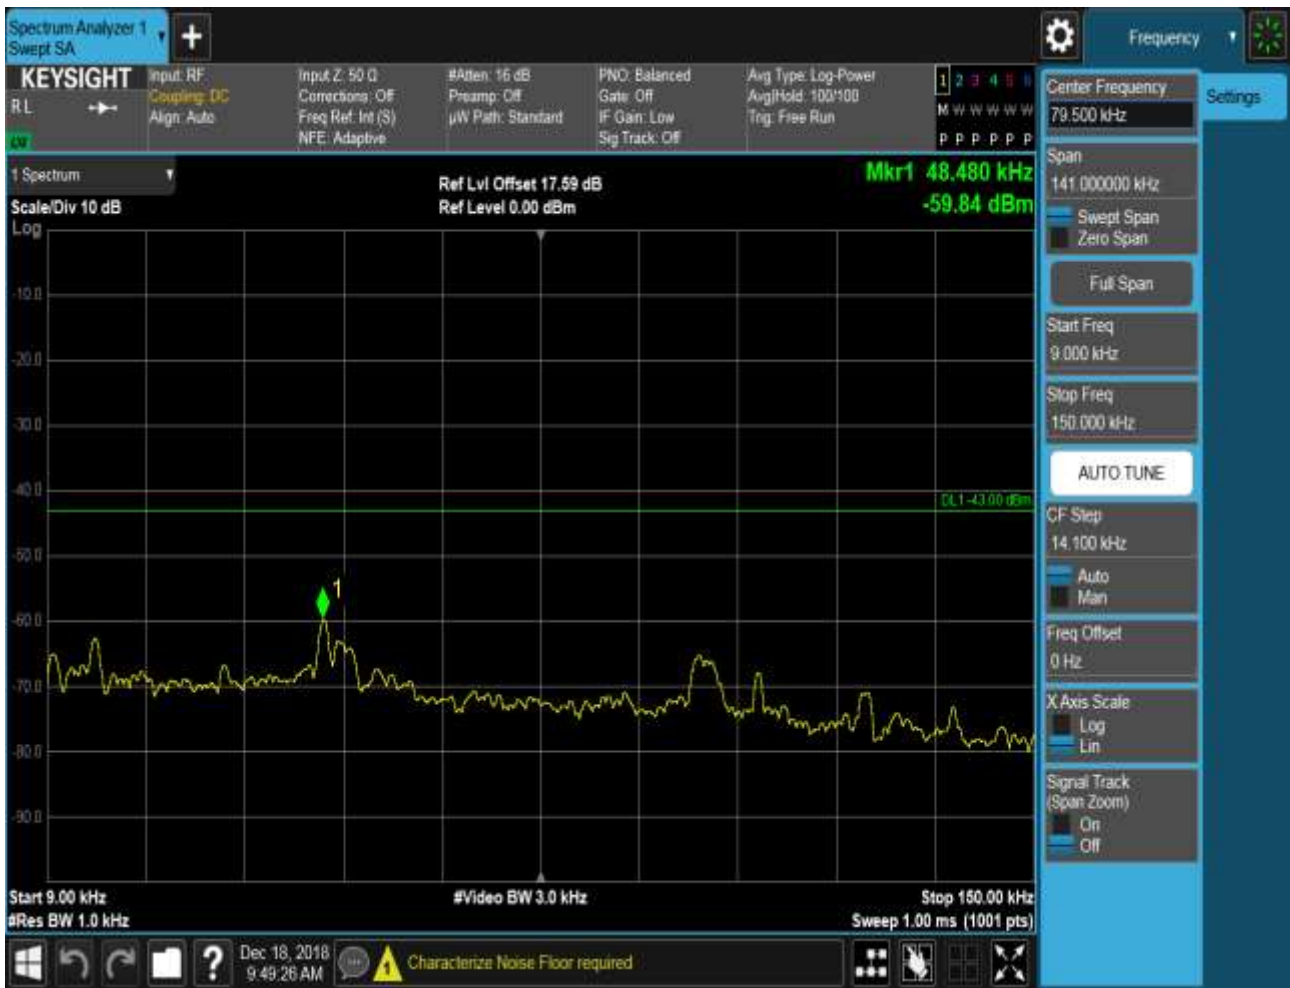 Spectrum Analyzer 1
Swept SA
Frequency
KEYSIGHT
R L
Input: RF
Coupling: DC
Align: Auto
Input Z: 50 Ω
Corrections: Off
Freq Ref: Int (S)
NFE: Adaptive
#Atten: 16 dB
Preamp: Off
µW Path: Standard
PNO: Balanced
Gate: Off
IF Gain: Low
Sig Track: Off
Avg Type: Log-Power
Avg|Hold: 100/100
Trig: Free Run
1 2 3 4 5 6
M W W W W W
P P P P P P
1 Spectrum
Scale/Div 10 dB
Log
Ref Lvl Offset 17.59 dB
Ref Level 0.00 dBm
Mkr1 48.480 kHz
-59.84 dBm
-10.0
-20.0
-30.0
-40.0
DL1 -43.00 dBm
-50.0
1
-60.0
-70.0
-80.0
-90.0
Start 9.00 kHz
#Res BW 1.0 kHz
#Video BW 3.0 kHz
Stop 150.00 kHz
Sweep 1.00 ms (1001 pts)
Settings
Center Frequency
79.500 kHz
Span
141.000000 kHz
Swept Span
Zero Span
Full Span
Start Freq
9.000 kHz
Stop Freq
150.000 kHz
AUTO TUNE
CF Step
14.100 kHz
Auto
Man
Freq Offset
0 Hz
X Axis Scale
Log
Lin
Signal Track
(Span Zoom)
On
Off
?
Dec 18, 2018
9:49:26 AM
1
Characterize Noise Floor required